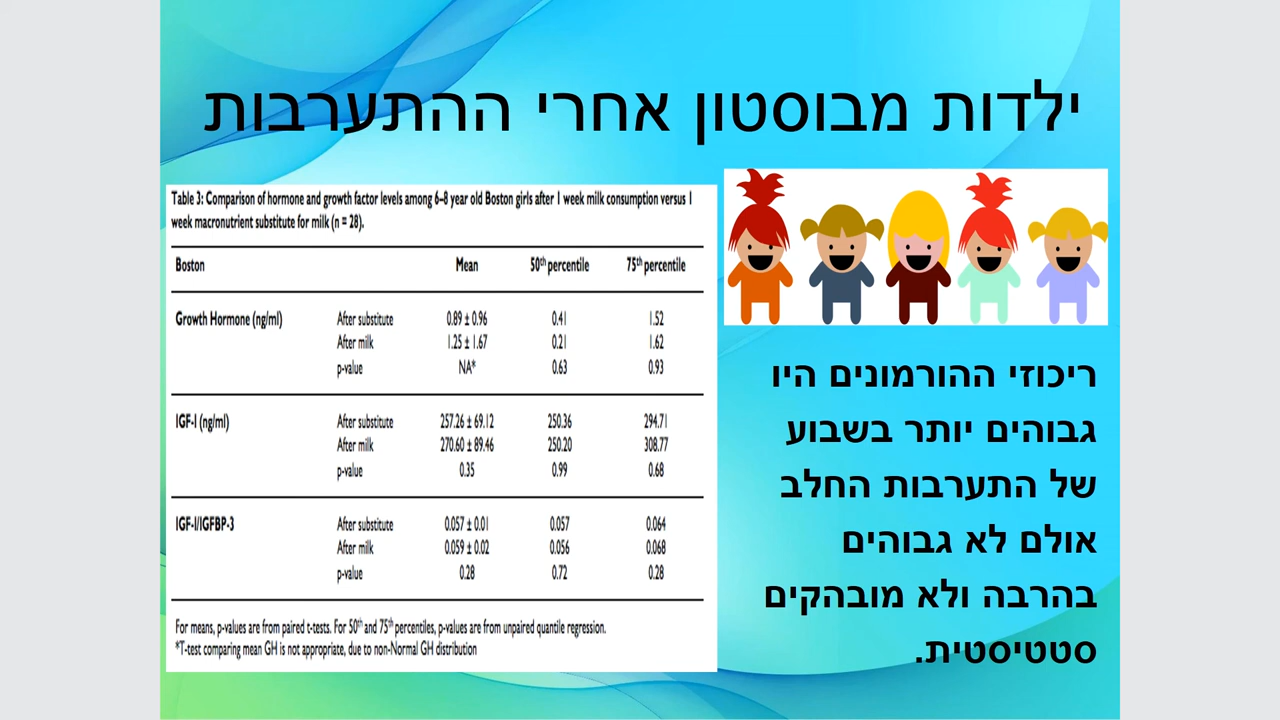 ילדות מבוסטון אחרי ההתערבות
Table 3: Comparison of hormone and growth factor levels among 6–8 year old Boston girls after 1 week milk consumption versus 1
week macronutrient substitute for milk (n = 28).
Boston Mean 50th percentile 75th percentile
Growth Hormone (ng/ml) After substitute 0.89 ± 0.96 0.41 1.52
After milk 1.25 ± 1.67 0.21 1.62
p-value NA* 0.63 0.93
IGF-I (ng/ml) After substitute 257.26 ± 69.12 250.36 294.71
After milk 270.60 ± 89.46 250.20 308.77
p-value 0.35 0.99 0.68
IGF-I/IGFBP-3 After substitute 0.057 ± 0.01 0.057 0.064
After milk 0.059 ± 0.02 0.056 0.068
p-value 0.28 0.72 0.28
For means, p-values are from paired t-tests. For 50th and 75th percentiles, p-values are from unpaired quantile regression.
*T-test comparing mean GH is not appropriate, due to non-Normal GH distribution
ריכוזי ההורמונים היו
גבוהים יותר בשבוע
של התערבות החלב
אולם לא גבוהים
בהרבה ולא מובהקים
סטטיסטית.